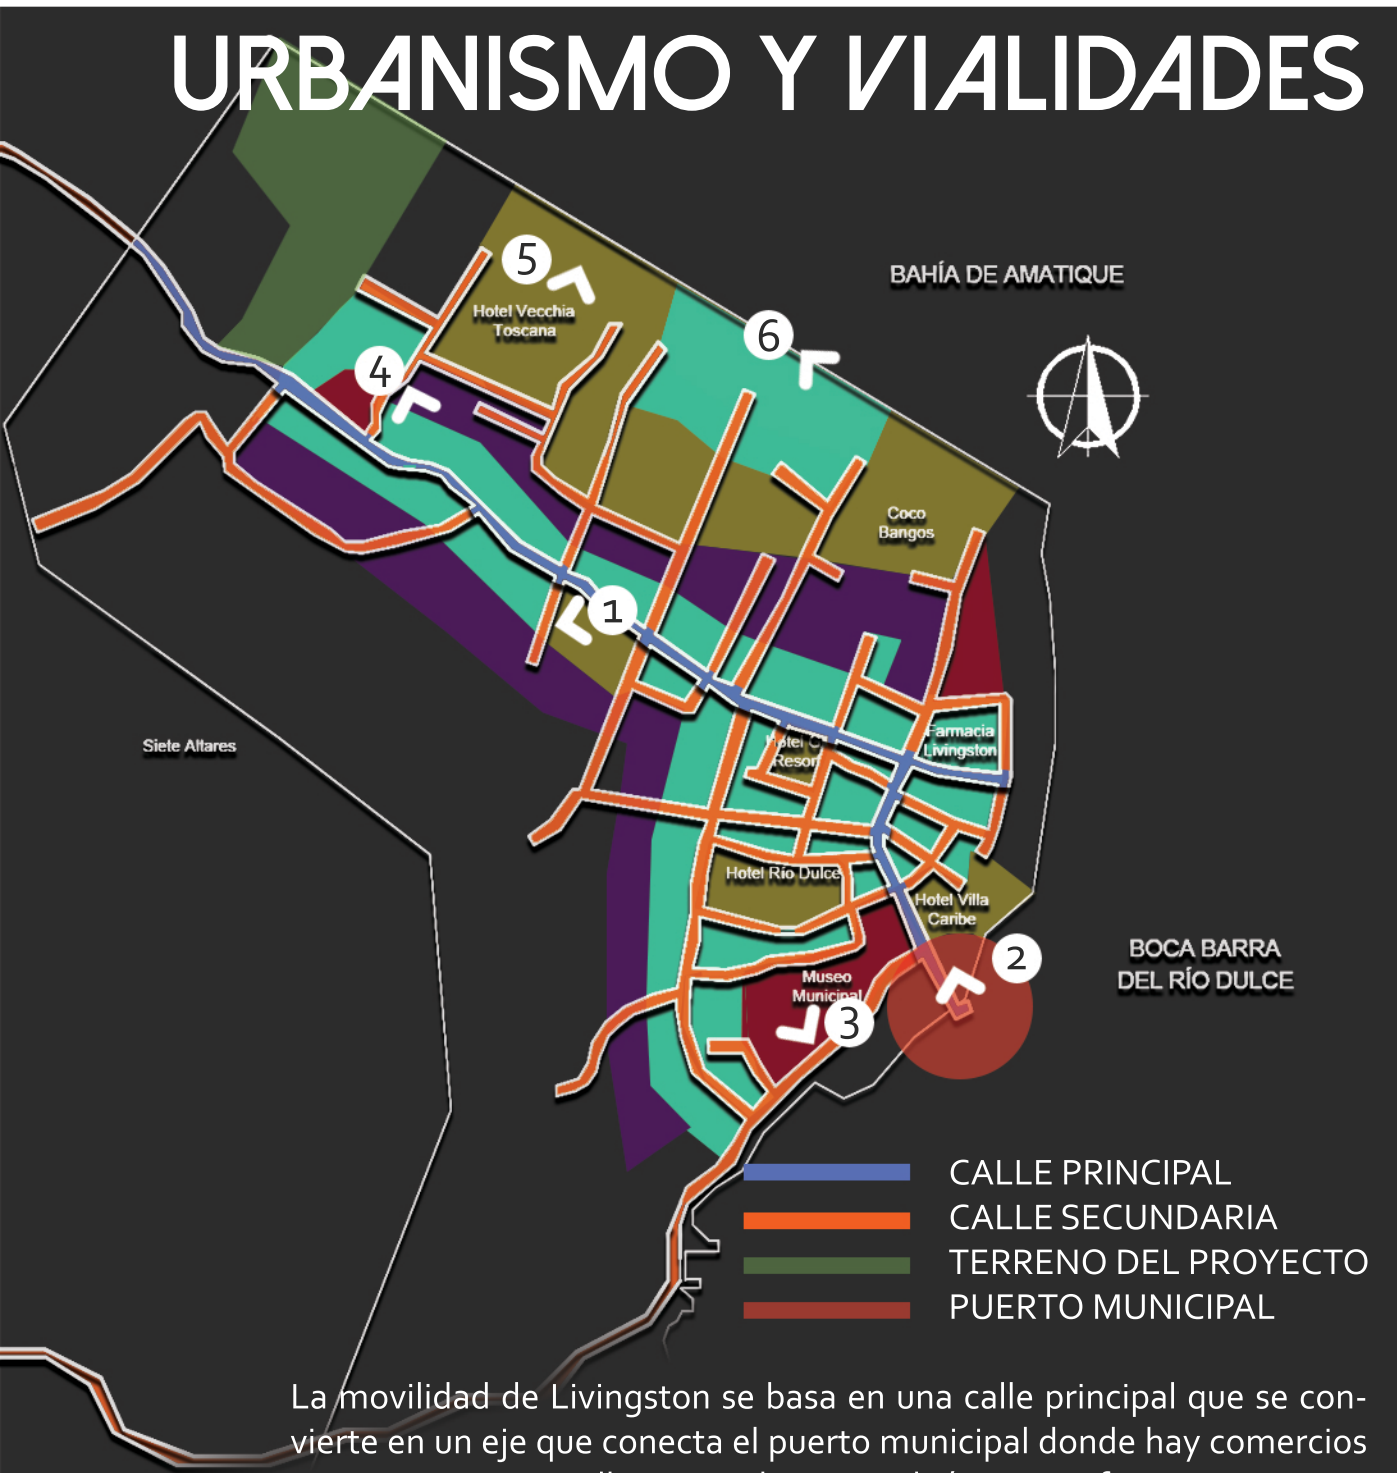 URBANISMO Y VIALIDADES
5
BAHÍA DE AMATIQUE
Hotel Vecchia
Toscana
6
4
Coco
Bangos
1
Siete Altares
Farmacia
Livingston
Hotel C
Resort
Hotel Río Dulce
Hotel Villa
Caribe
BOCA BARRA
DEL RÍO DULCE
2
Museo
Municipal
3
CALLE PRINCIPAL
CALLE SECUNDARIA
TERRENO DEL PROYECTO
PUERTO MUNICIPAL
La movilidad de Livingston se basa en una calle principal que se con-
vierte en un eje que conecta el puerto municipal donde hay comercios